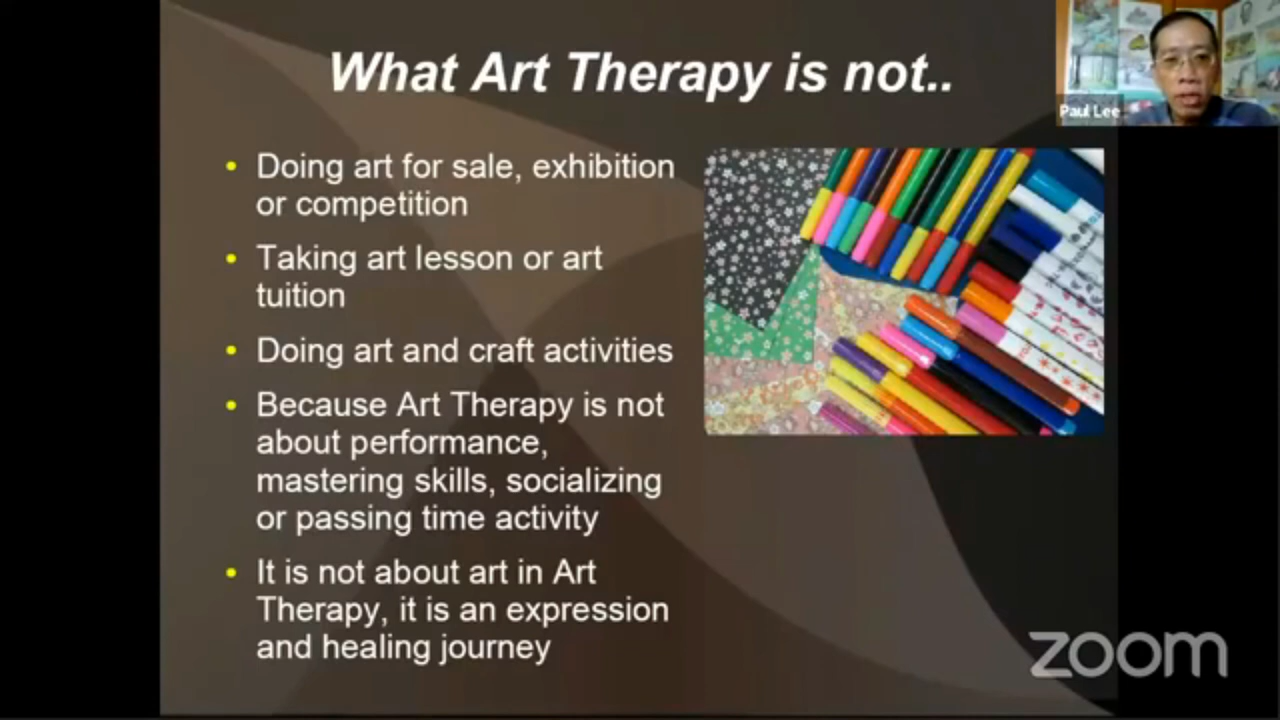 What Art Therapy is not..
Paul Lee
• Doing art for sale, exhibition
or competition
• Taking art lesson or art
tuition
• Doing art and craft activities
• Because Art Therapy is not
about performance,
mastering skills, socializing
or passing time activity
• It is not about art in Art
Therapy, it is an expression
and healing journey
zoom